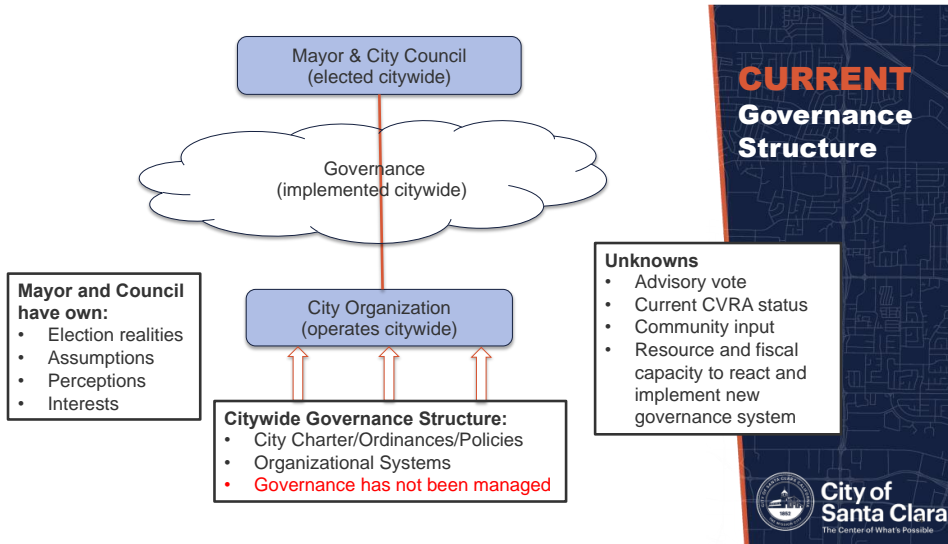 Mayor & City Council
(elected citywide)
CURRENT
Governance
Structure
Governance
(implemented citywide)
Mayor and Council
have own:
• Election realities
• Assumptions
• Perceptions
• Interests
City Organization
(operates citywide)
Unknowns
• Advisory vote
• Current CVRA status
• Community input
• Resource and fiscal
capacity to react and
implement new
governance system
Citywide Governance Structure:
• City Charter/Ordinances/Policies
• Organizational Systems
• Governance has not been managed
1852
City of
Santa Clara
The Center of What's Possible